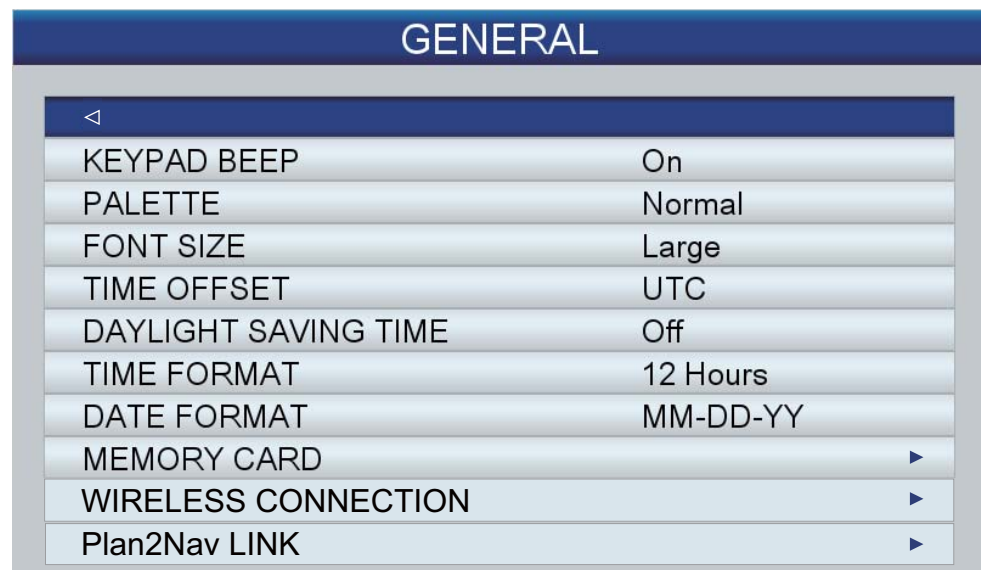 GENERAL
KEYPAD BEEP On
PALETTE Normal
FONT SIZE Large
TIME OFFSET UTC
DAYLIGHT SAVING TIME Off
TIME FORMAT 12 Hours
DATE FORMAT MM-DD-YY
MEMORY CARD
WIRELESS CONNECTION
Plan2Nav LINK